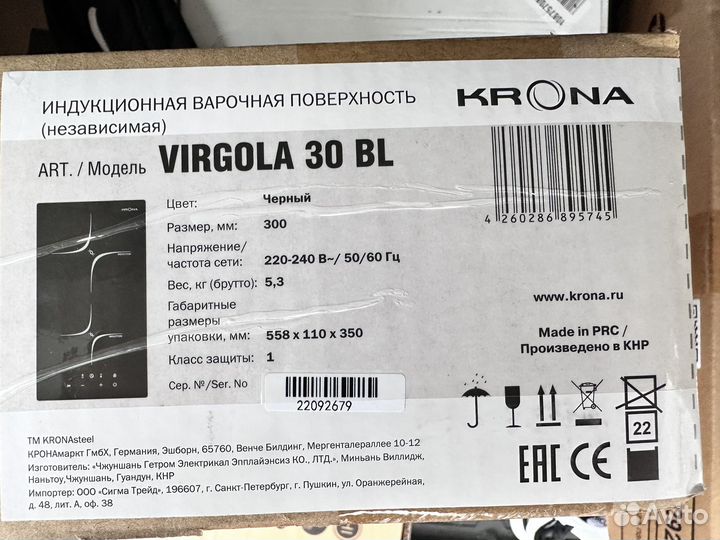 ИНДУКЦИОННАЯ ВАРОЧНАЯ ПОВЕРХНОСТЬ
(независимая)
KRONA
ART. / Модель VIRGOLA 30 BL
KRONA
Цвет: Черный
Размер, мм: 300
Напряжение/
частота сети: 220-240 В~/ 50/60 Гц
Вес, кг (брутто): 5,3
Габаритные
размеры
упаковки, мм: 558 x 110 x 350
Класс защиты: 1
Сер. №/Ser. No
22092679
4 260286 895745
www.krona.ru
Made in PRC /
Произведено в КНР
22
EAC CE
TM KRONAsteel
КРОНАмаркт ГмбХ, Германия, Эшборн, 65760, Венче Билдинг, Мергенталераллее 10-12
Изготовитель: «Чжуншань Гетром Электрикал Эпплайэнсиз КО., ЛТД.», Миньань Виллидж,
Наньтоу,Чжуншань, Гуандун, КНР
Импортер: ООО «Сигма Трейд», 196607, г. Санкт-Петербург, г. Пушкин, ул. Оранжерейная,
д. 48, лит. А, оф. 38
Avito